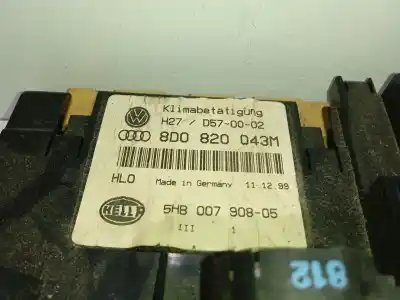 Klimabetätigung
H27 / D57-00-02
8D0 820 043M
HLO Made in Germany 11.12.99
HELLA 5HB 007 908-05
III 1
812